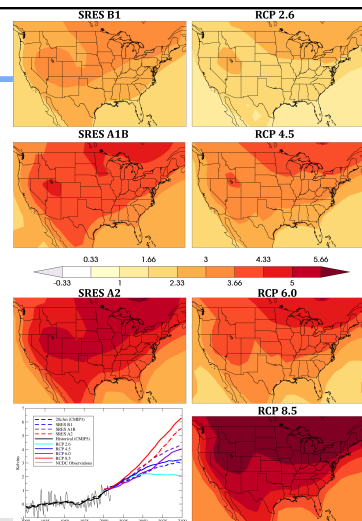 SRES B1
RCP 2.6
SRES A1B
RCP 4.5
0.33 1.66 3 4.33 5.66
-0.33 1 2.33 3.66 5
SRES A2
RCP 6.0
RCP 8.5
Kelvins
20c3m (CMIP3)
SRES B1
SRES A1B
SRES A2
Historical (CMIP5)
RCP 2.6
RCP 4.5
RCP 6.0
RCP 8.5
NCDC Observations